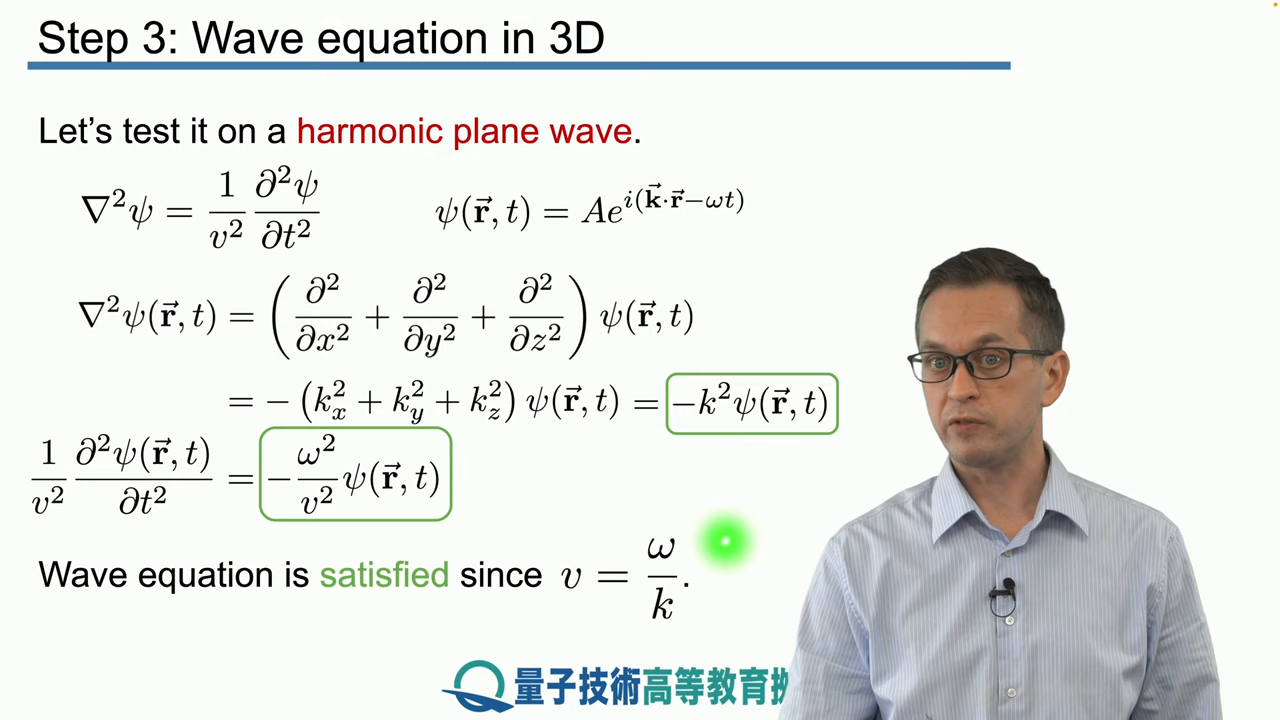 Step 3: Wave equation in 3D
Let's test it on a harmonic plane wave.
∇²ψ = 1/v² ∂²ψ/∂t²    ψ(r⃗, t) = Ae^{i(k⃗·r⃗−ωt)}
∇²ψ(r⃗, t) = (∂²/∂x² + ∂²/∂y² + ∂²/∂z²) ψ(r⃗, t)
= −(k_x² + k_y² + k_z²) ψ(r⃗, t) = −k²ψ(r⃗, t)
1/v² ∂²ψ(r⃗, t)/∂t² = −ω²/v² ψ(r⃗, t)
Wave equation is satisfied since v = ω/k.
量子技術高等教育